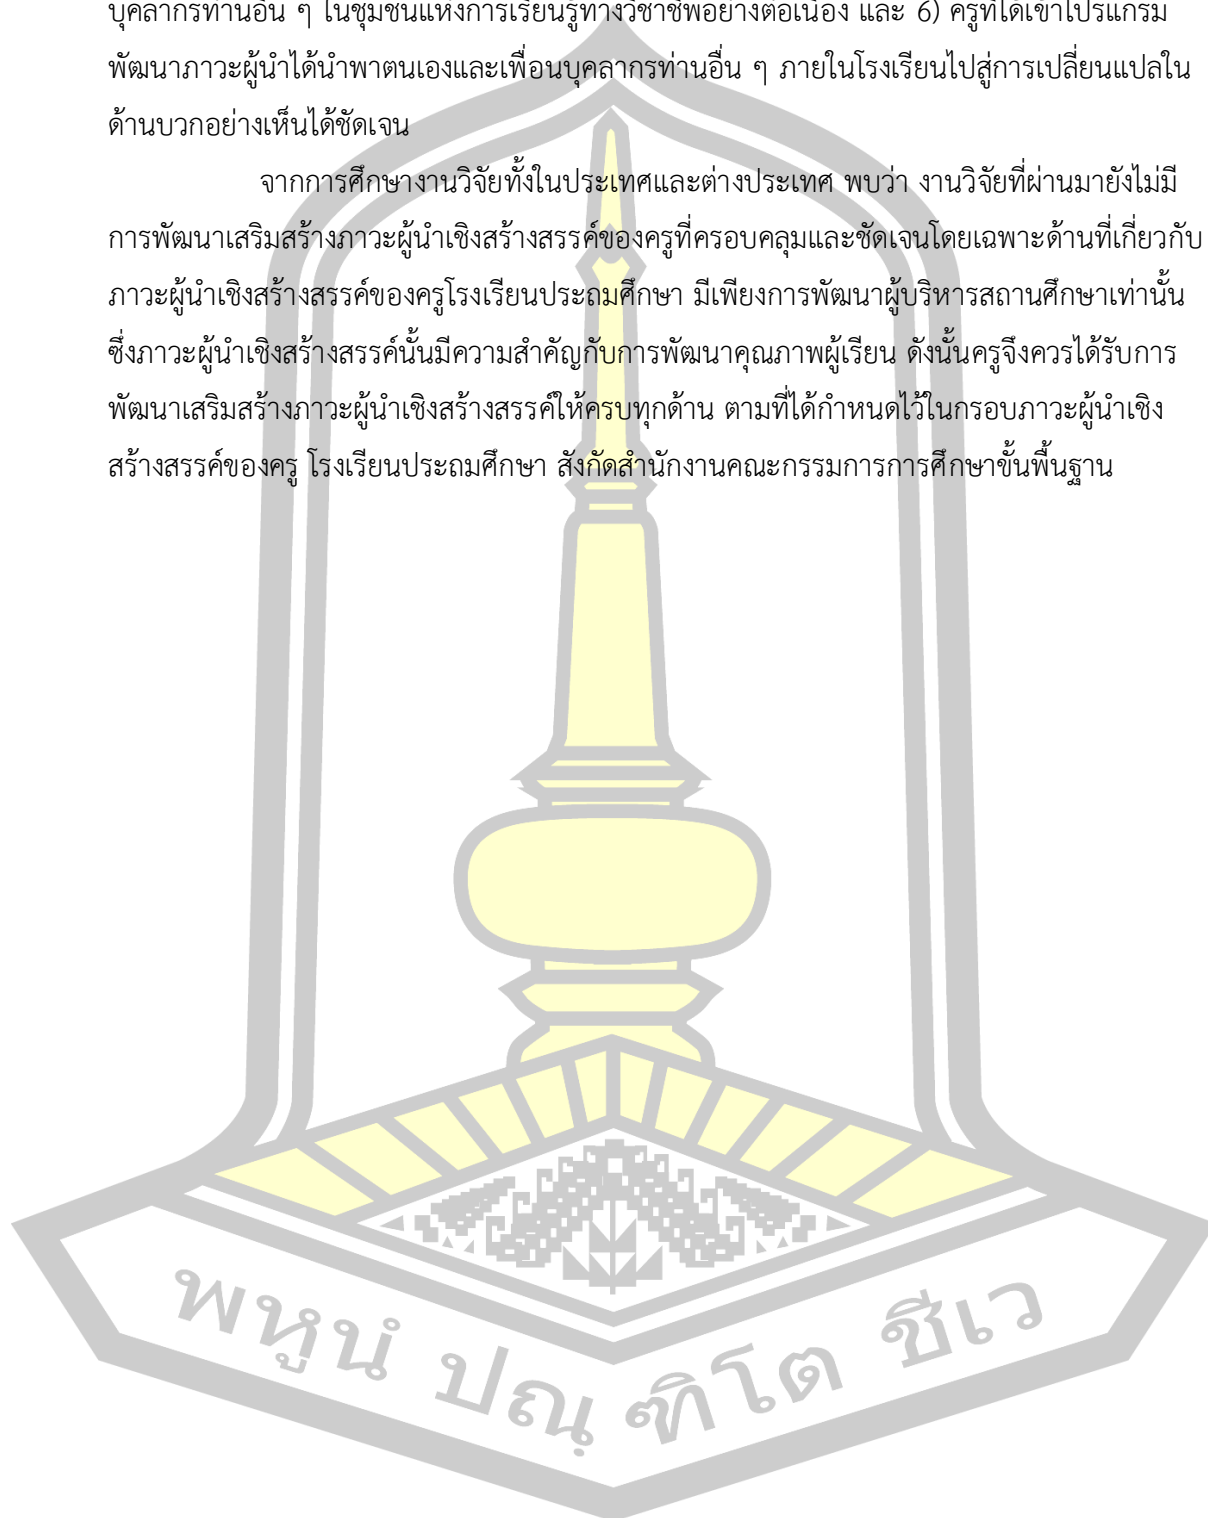 บุคลากรท่านอื่น ๆ ในชุมชนแห่งการเรียนรู้ทางวิชาชีพอย่างต่อเนื่อง และ 6) ครูที่ได้เข้าโปรแกรม
พัฒนาภาวะผู้นำได้นำพาตนเองและเพื่อนบุคลากรท่านอื่น ๆ ภายในโรงเรียนไปสู่การเปลี่ยนแปลใน
ด้านบวกอย่างเห็นได้ชัดเจน
จากการศึกษางานวิจัยทั้งในประเทศและต่างประเทศ พบว่า งานวิจัยที่ผ่านมายังไม่มี
การพัฒนาเสริมสร้างภาวะผู้นำเชิงสร้างสรรค์ของครูที่ครอบคลุมและชัดเจนโดยเฉพาะด้านที่เกี่ยวกับ
ภาวะผู้นำเชิงสร้างสรรค์ของครูโรงเรียนประถมศึกษา มีเพียงการพัฒนาผู้บริหารสถานศึกษาเท่านั้น
ซึ่งภาวะผู้นำเชิงสร้างสรรค์นั้นมีความสำคัญกับการพัฒนาคุณภาพผู้เรียน ดังนั้นครูจึงควรได้รับการ
พัฒนาเสริมสร้างภาวะผู้นำเชิงสร้างสรรค์ให้ครบทุกด้าน ตามที่ได้กำหนดไว้ในกรอบภาวะผู้นำเชิง
สร้างสรรค์ของครู โรงเรียนประถมศึกษา สังกัดสำนักงานคณะกรรมการการศึกษาขั้นพื้นฐาน
พหูนํ ปณฺฑิโต ชีเว